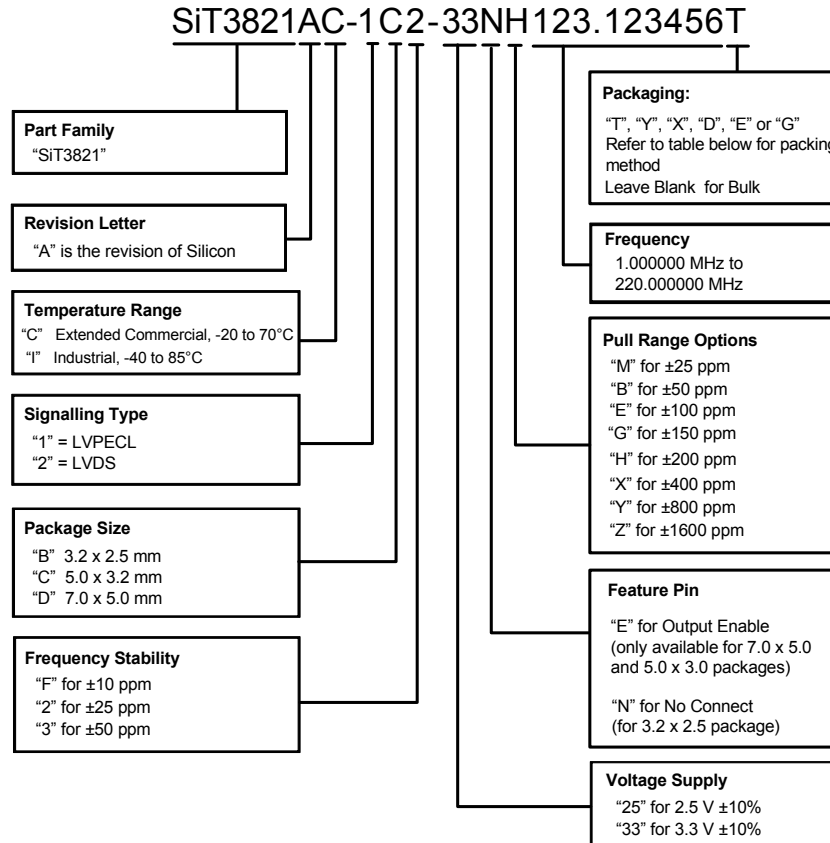 SiT3821AC-1C2-33NH123.123456T
Part Family
“SiT3821”
Revision Letter
“A” is the revision of Silicon
Temperature Range
“C” Extended Commercial, -20 to 70°C
“I” Industrial, -40 to 85°C
Signalling Type
“1” = LVPECL
“2” = LVDS
Package Size
“B” 3.2 x 2.5 mm
“C” 5.0 x 3.2 mm
“D” 7.0 x 5.0 mm
Frequency Stability
“F” for ±10 ppm
“2” for ±25 ppm
“3” for ±50 ppm
Packaging:
“T”, “Y”, “X”, “D”, “E” or “G”
Refer to table below for packing
method
Leave Blank for Bulk
Frequency
1.000000 MHz to
220.000000 MHz
Pull Range Options
“M” for ±25 ppm
“B” for ±50 ppm
“E” for ±100 ppm
“G” for ±150 ppm
“H” for ±200 ppm
“X” for ±400 ppm
“Y” for ±800 ppm
“Z” for ±1600 ppm
Feature Pin
“E” for Output Enable
(only available for 7.0 x 5.0
and 5.0 x 3.0 packages)
“N” for No Connect
(for 3.2 x 2.5 package)
Voltage Supply
“25” for 2.5 V ±10%
“33” for 3.3 V ±10%